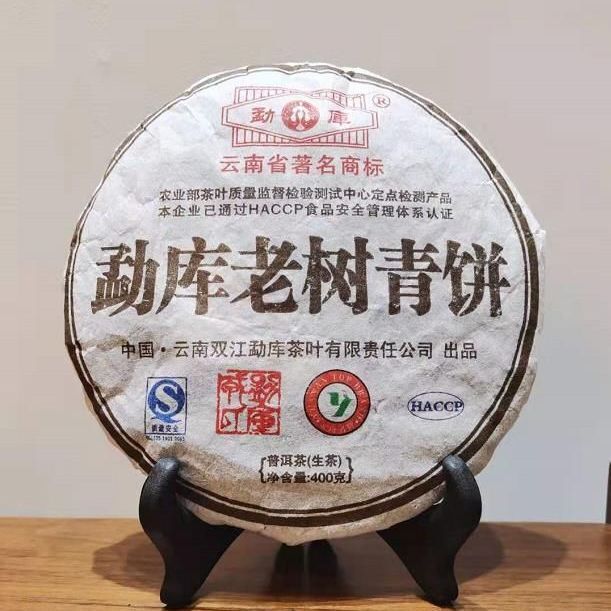 勐 库 ®
云南省著名商标
农业部茶叶质量监督检验测试中心定点检测产品
本企业已通过HACCP食品安全管理体系认证
勐库老树青饼
中国·云南双江勐库茶叶有限责任公司 出品
质量安全
HACCP
普洱茶(生茶)
净含量:400克